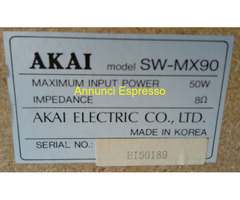 AKAI model SW-MX90
MAXIMUM INPUT POWER 50W
IMPEDANCE 8Ω
AKAI ELECTRIC CO., LTD.
MADE IN KOREA
SERIAL NO.: E150189
Annunci Espresso